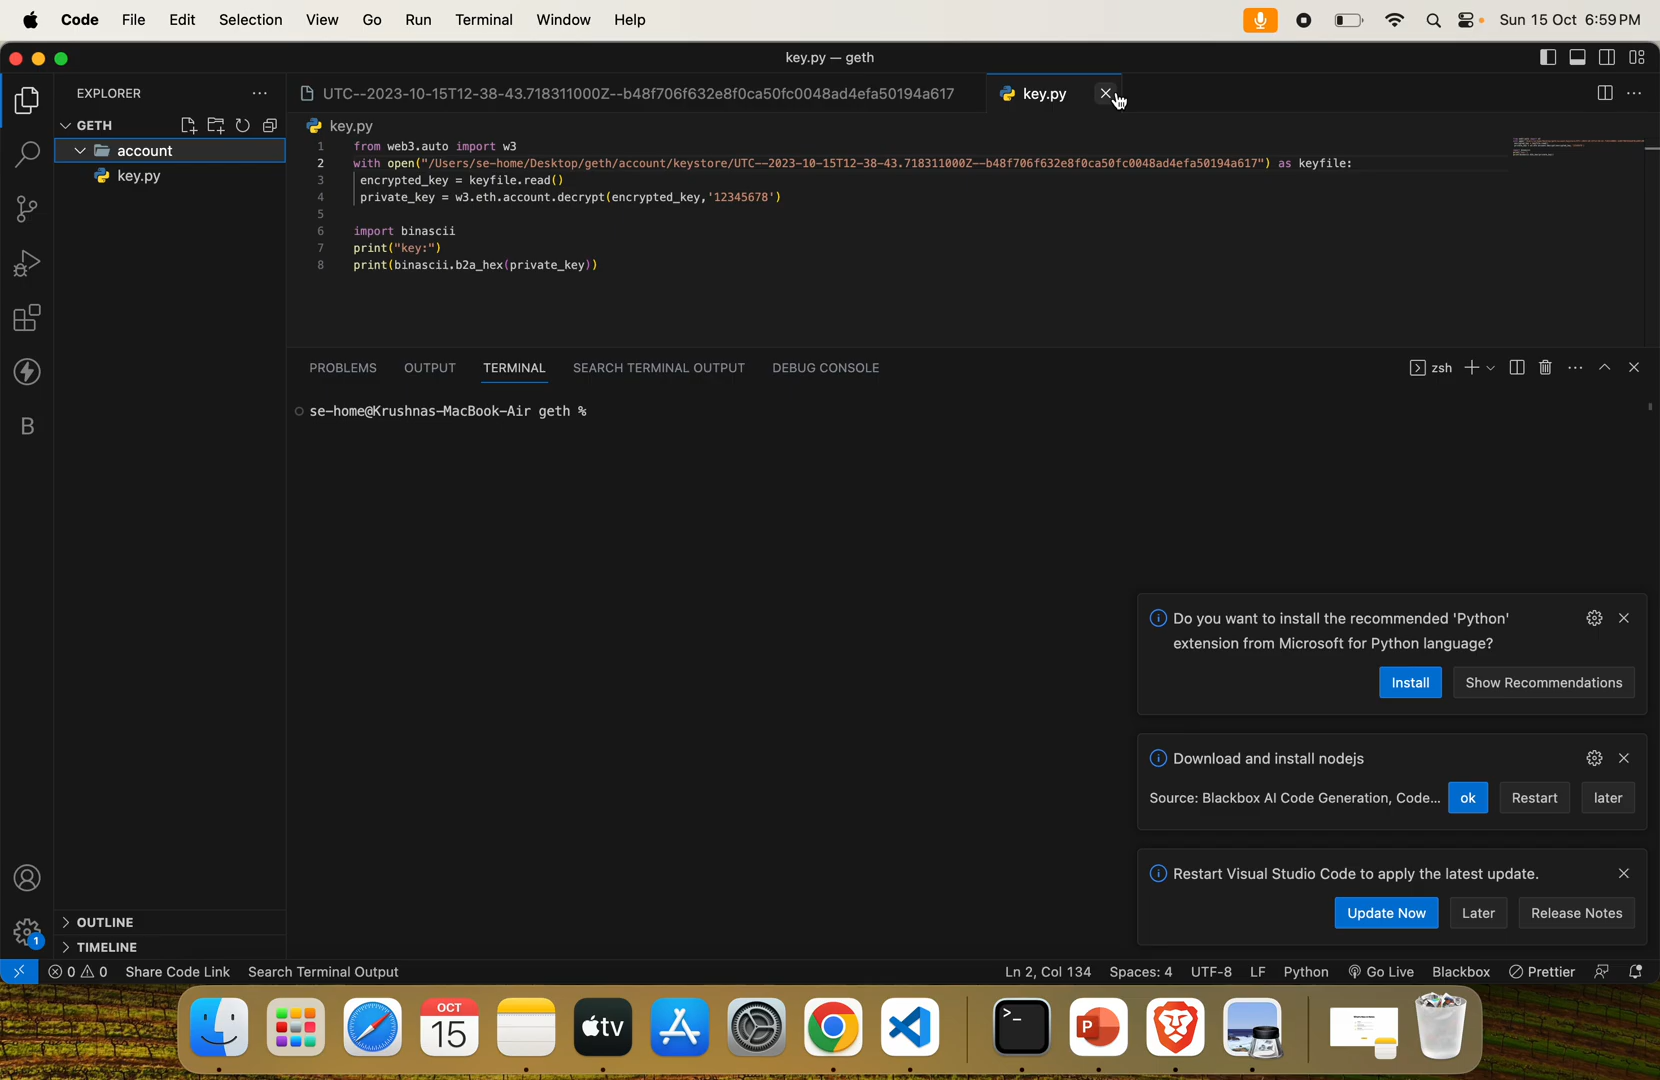 Code File Edit Selection View Go Run Terminal Window Help Sun 15 Oct 6:59 PM
key.py — geth
EXPLORER
UTC--2023-10-15T12-38-43.718311000Z--b48f706f632e8f0ca50fc0048ad4efa50194a617 key.py
GETH
account
key.py
key.py
1 from web3.auto import w3
2 with open("/Users/se-home/Desktop/geth/account/keystore/UTC--2023-10-15T12-38-43.718311000Z--b48f706f632e8f0ca50fc0048ad4efa50194a617") as keyfile:
3 encrypted_key = keyfile.read()
4 private_key = w3.eth.account.decrypt(encrypted_key,'12345678')
5
6 import binascii
7 print("key:")
8 print(binascii.b2a_hex(private_key))
PROBLEMS OUTPUT TERMINAL SEARCH TERMINAL OUTPUT DEBUG CONSOLE zsh
se-home@Krushnas-MacBook-Air geth %
B
Do you want to install the recommended 'Python'
extension from Microsoft for Python language?
Install Show Recommendations
Download and install nodejs
Source: Blackbox AI Code Generation, Code... ok Restart later
Restart Visual Studio Code to apply the latest update.
Update Now Later Release Notes
OUTLINE
1
TIMELINE
0 0 Share Code Link Search Terminal Output Ln 2, Col 134 Spaces: 4 UTF-8 LF Python Go Live Blackbox Prettier
OCT
15
tv
P